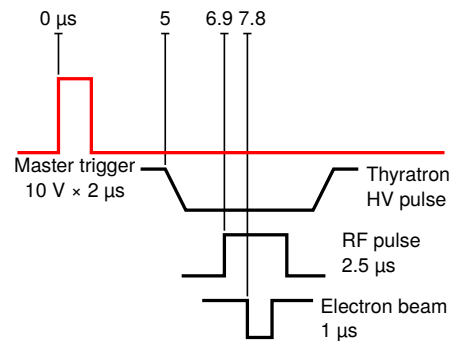 0 μs 5 6.9 7.8
Master trigger
10 V × 2 μs
Thyratron
HV pulse
RF pulse
2.5 μs
Electron beam
1 μs